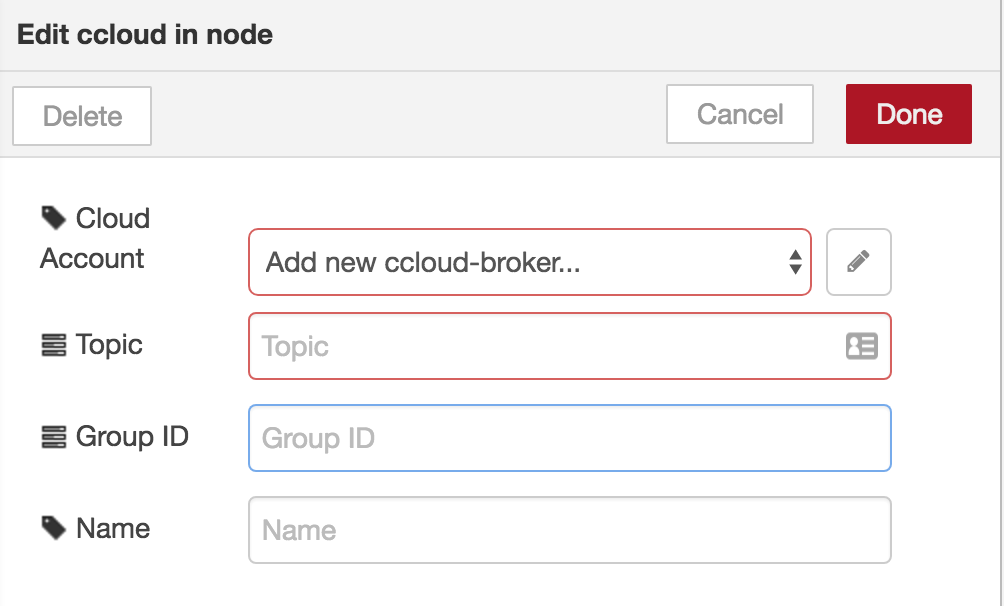 Edit ccloud in node
Delete
Cancel
Done
Cloud
Account
Add new ccloud-broker...
Topic
Topic
Group ID
Group ID
Name
Name